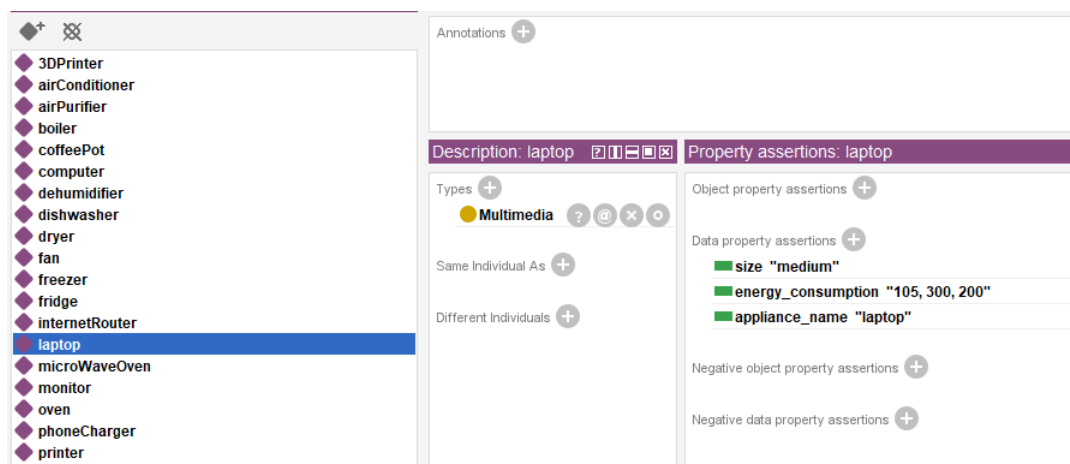 3DPrinter
airConditioner
airPurifier
boiler
coffeePot
computer
dehumidifier
dishwasher
dryer
fan
freezer
fridge
internetRouter
laptop
microWaveOven
monitor
oven
phoneCharger
printer
Annotations
Description: laptop
Types
Multimedia
Same Individual As
Different Individuals
Property assertions: laptop
Object property assertions
Data property assertions
size "medium"
energy_consumption "105, 300, 200"
appliance_name "laptop"
Negative object property assertions
Negative data property assertions